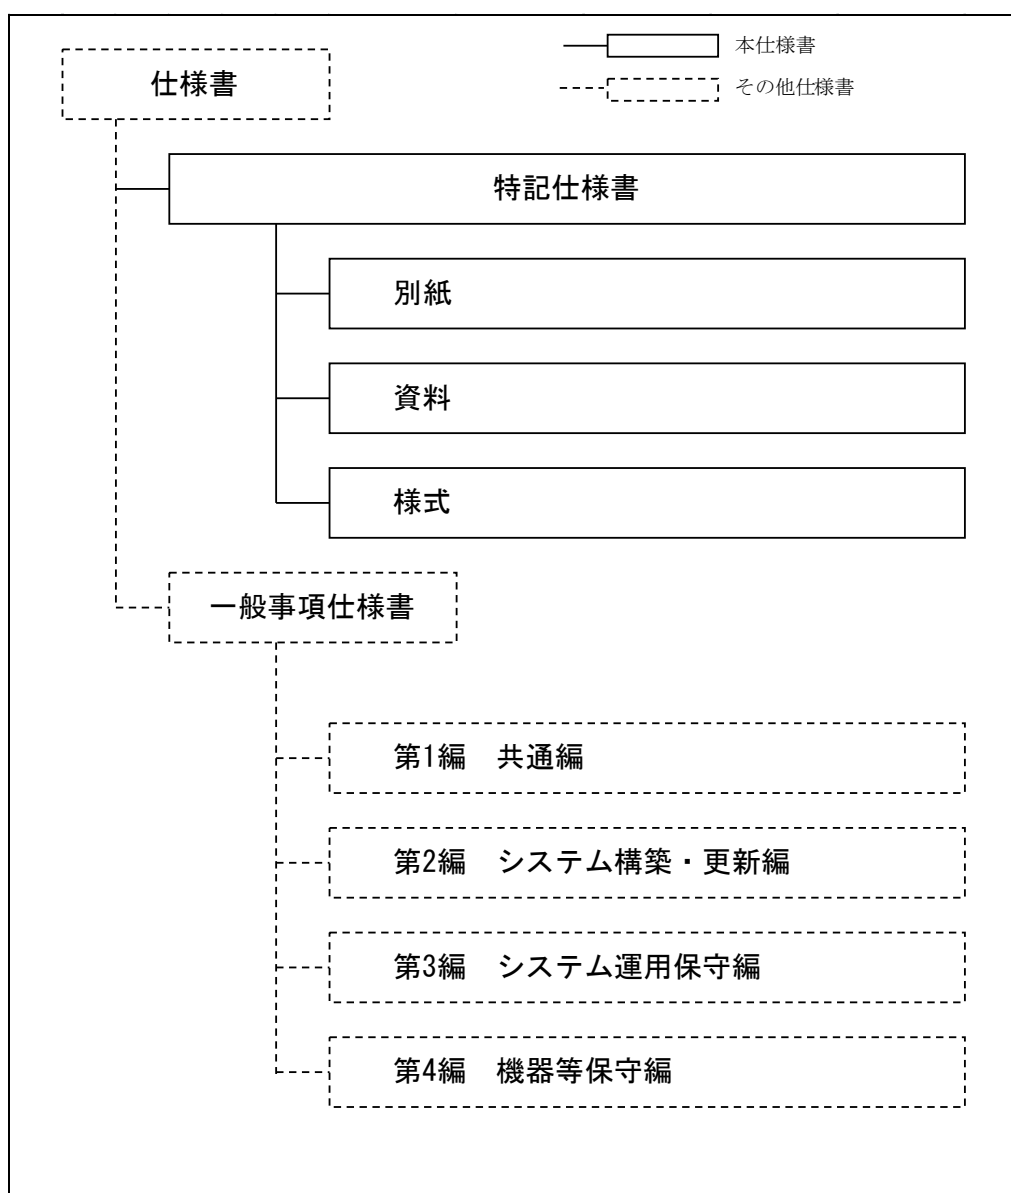 仕様書
本仕様書
その他仕様書
特記仕様書
別紙
資料
様式
一般事項仕様書
第1編　共通編
第2編　システム構築・更新編
第3編　システム運用保守編
第4編　機器等保守編